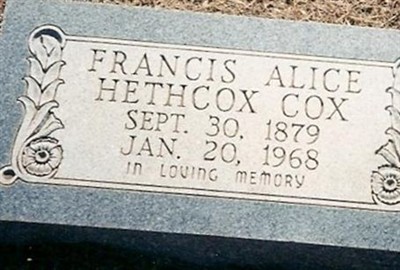 FRANCIS ALICE
HETHCOX COX
SEPT. 30, 1879
JAN. 20, 1968
IN LOVING MEMORY